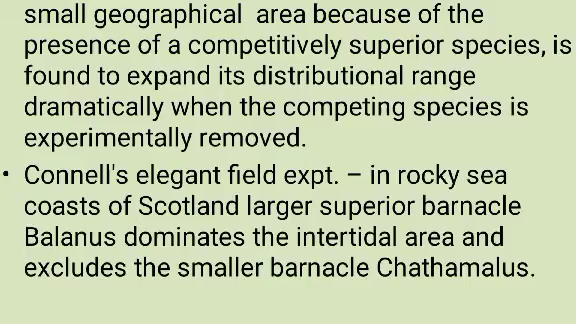 small geographical  area because of the
presence of a competitively superior species, is
found to expand its distributional range
dramatically when the competing species is
experimentally removed.
• Connell's elegant field expt. – in rocky sea
coasts of Scotland larger superior barnacle
Balanus dominates the intertidal area and
excludes the smaller barnacle Chathamalus.